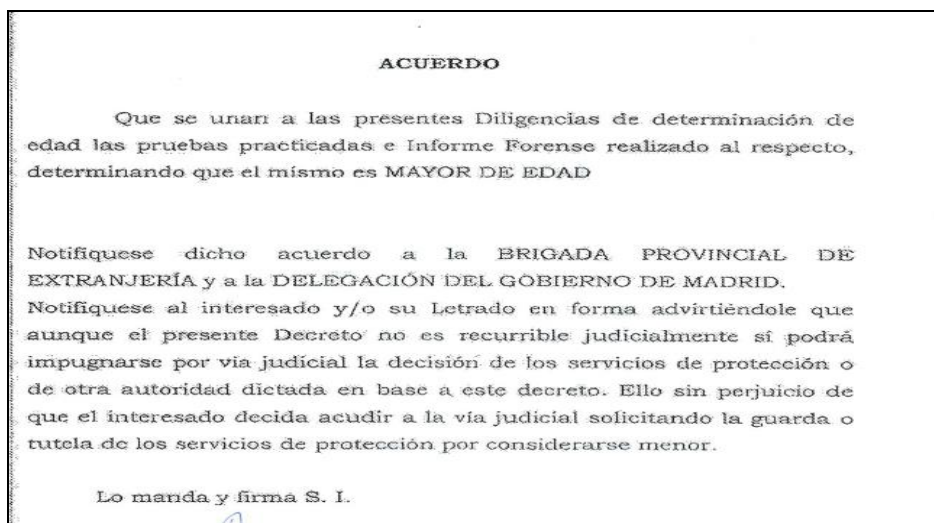 ACUERDO
Que se unan a las presentes Diligencias de determinación de
edad las pruebas practicadas e Informe Forense realizado al respecto,
determinando que el mismo es MAYOR DE EDAD
Notifíquese dicho acuerdo a la BRIGADA PROVINCIAL DE
EXTRANJERÍA y a la DELEGACIÓN DEL GOBIERNO DE MADRID.
Notifíquese al interesado y/o su Letrado en forma advirtiéndole que
aunque el presente Decreto no es recurrible judicialmente sí podrá
impugnarse por vía judicial la decisión de los servicios de protección o
de otra autoridad dictada en base a este decreto. Ello sin perjuicio de
que el interesado decida acudir a la vía judicial solicitando la guarda o
tutela de los servicios de protección por considerarse menor.
Lo manda y firma S. I.